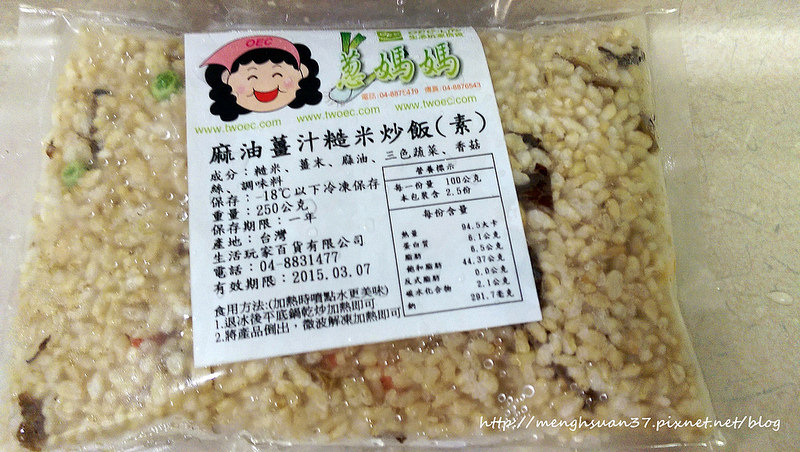 OEC
蔥媽媽
www.twoec.com
www.twoec.com
www.twoec.com
麻油薑汁糙米炒飯(素)
成分：糙米、薑末、麻油、三色蔬菜、香菇
絲、調味料
保存：-18℃以下冷凍保存
重量：250公克
保存期限：一年
產地：台灣
生活玩家百貨有限公司
電話：04-8831477
有效期限：2015.03.07
食用方法:(加熱時噴點水更美味)
1.退冰後平底鍋乾炒加熱即可
2.將產品倒出，微波解凍加熱即可
營養標示
每一份量 100公克
本包裝含 2.5份
每份含量
熱量 94.5大卡
蛋白質 6.1公克
脂肪 6.5公克
飽和脂肪 44.37公克
反式脂肪 0.0公克
碳水化合物 2.1公克
鈉 291.7毫克
http://menghsuan37.pixnet.net/blog